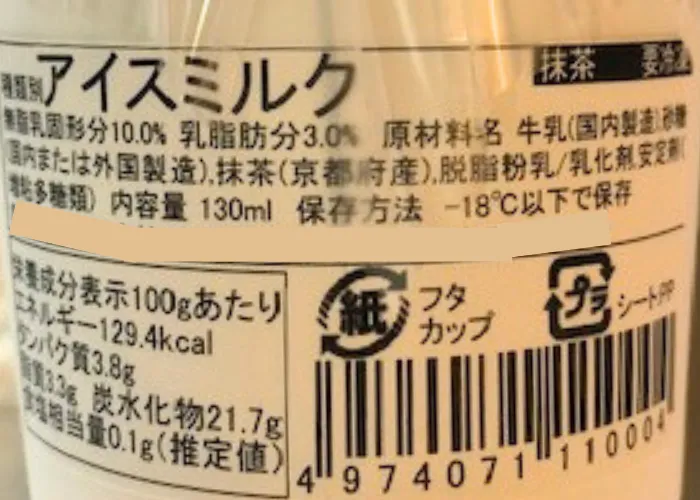 種類別アイスミルク
抹茶 要冷凍
無脂乳固形分10.0% 乳脂肪分3.0% 原材料名 牛乳(国内製造),砂糖
(国内または外国製造),抹茶(京都府産),脱脂粉乳/乳化剤,安定剤(
増粘多糖類) 内容量 130ml 保存方法 -18℃以下で保存
栄養成分表示100gあたり
エネルギー129.4kcal
タンパク質3.8g
脂質3.3g 炭水化物21.7g
食塩相当量0.1g(推定値)
紙
フタ
カップ
プラ
シートPP
4974071110004